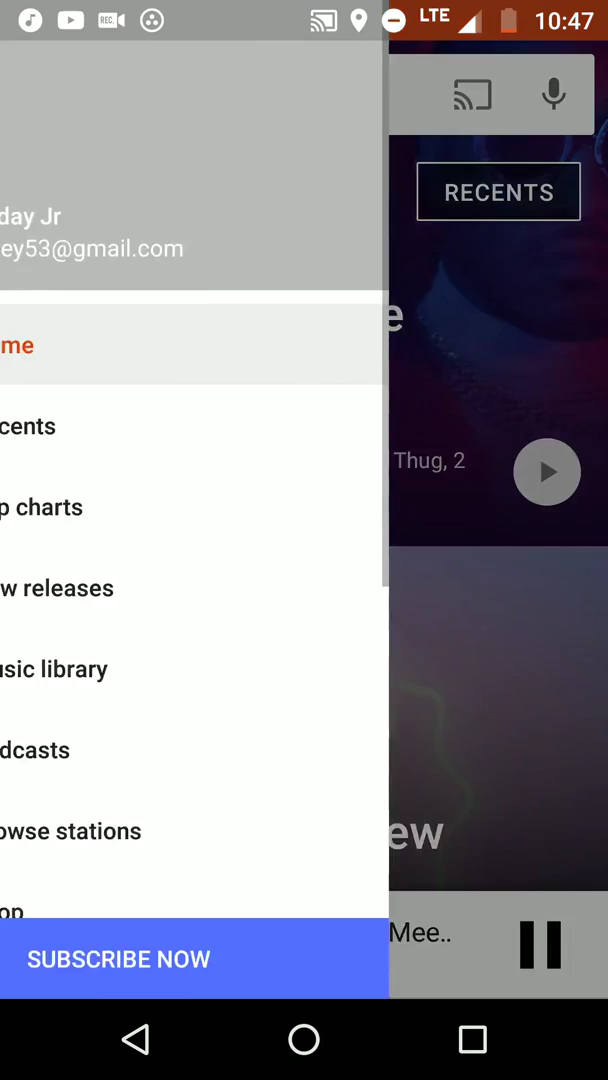 REC. LTE 10:47
RECENTS
day Jr
ey53@gmail.com
me
e
cents
Thug, 2
p charts
w releases
usic library
dcasts
owse stations
ew
op
Mee..
SUBSCRIBE NOW